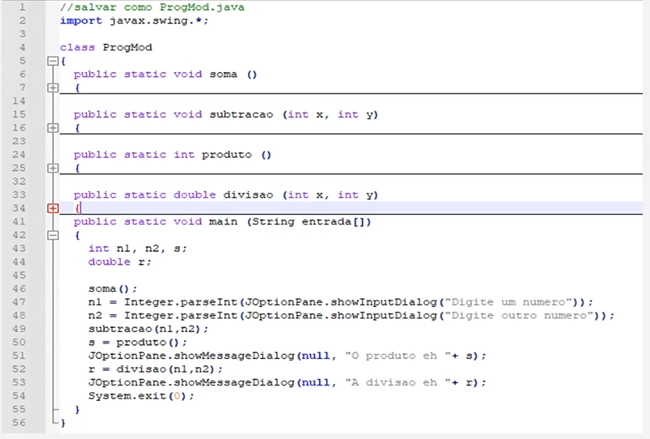 1 //salvar como ProgMod.java
2 import javax.swing.*;
3
4 class ProgMod
5 {
6 public static void soma ()
7 {
14
15 public static void subtracao (int x, int y)
16 {
23
24 public static int produto ()
25 {
32
33 public static double divisao (int x, int y)
34 {
41 public static void main (String entrada[])
42 {
43 int n1, n2, s;
44 double r;
45
46 soma();
47 n1 = Integer.parseInt(JOptionPane.showInputDialog("Digite um numero"));
48 n2 = Integer.parseInt(JOptionPane.showInputDialog("Digite outro numero"));
49 subtracao(n1,n2);
50 s = produto();
51 JOptionPane.showMessageDialog(null, "O produto eh "+ s);
52 r = divisao(n1,n2);
53 JOptionPane.showMessageDialog(null, "A divisao eh "+ r);
54 System.exit(0);
55 }
56 }